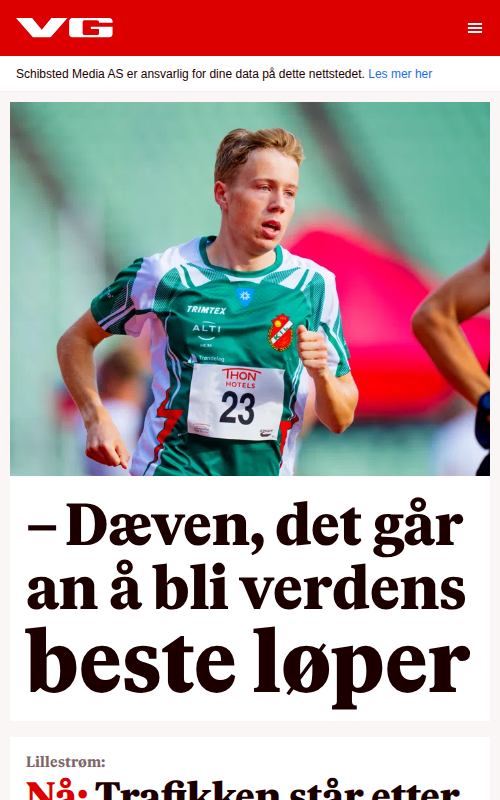 VG
Schibsted Media AS er ansvarlig for dine data på dette nettstedet. Les mer her
TRIMTEX
ALTI
Trøndelag
THON
HOTELS
23
– Dæven, det går
an å bli verdens
beste løper
Lillestrøm:
Nå: Trafikken står etter